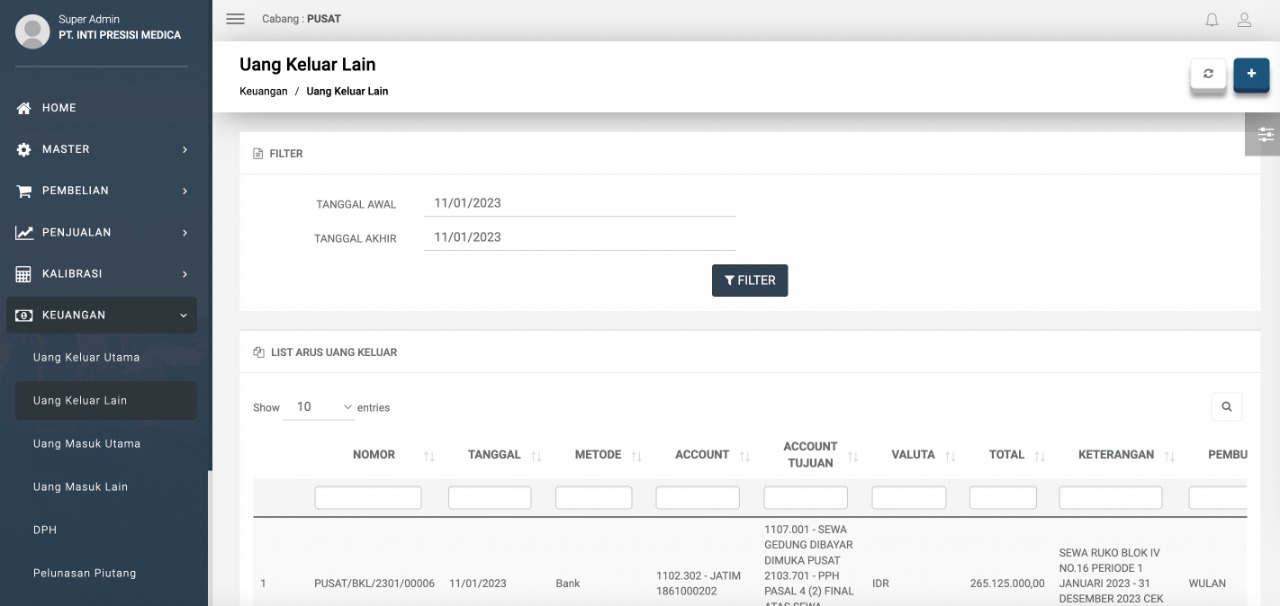 Super Admin
PT. INTI PRESISI MEDICA
Cabang : PUSAT
HOME
MASTER
PEMBELIAN
PENJUALAN
KALIBRASI
KEUANGAN
Uang Keluar Utama
Uang Keluar Lain
Uang Masuk Utama
Uang Masuk Lain
DPH
Pelunasan Piutang
Uang Keluar Lain
Keuangan / Uang Keluar Lain
FILTER
TANGGAL AWAL 11/01/2023
TANGGAL AKHIR 11/01/2023
FILTER
LIST ARUS UANG KELUAR
Show 10 entries
NOMOR TANGGAL METODE ACCOUNT ACCOUNT TUJUAN VALUTA TOTAL KETERANGAN PEMBU
1 PUSAT/BKL/2301/00006 11/01/2023 Bank
1102.302 - JATIM
1861000202
1107.001 - SEWA
GEDUNG DIBAYAR
DIMUKA PUSAT
2103.701 - PPH
PASAL 4 (2) FINAL
ATAS SEWA
IDR 265.125.000,00
SEWA RUKO BLOK IV
NO.16 PERIODE 1
JANUARI 2023 - 31
DESEMBER 2023 CEK
WULAN